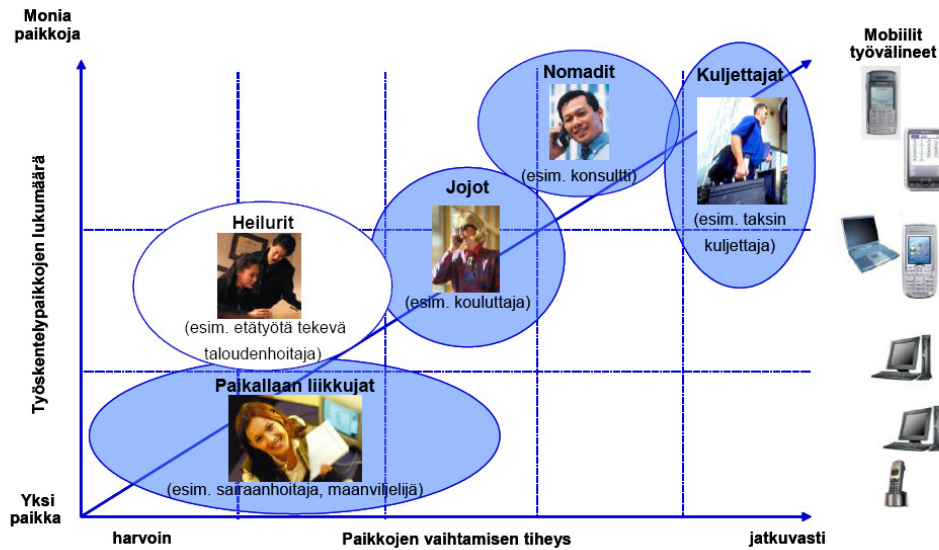 Monia
paikkoja
Mobiilit
työvälineet
Nomadit
(esim. konsultti)
Kuljettajat
(esim. taksin
kuljettaja)
Jojot
(esim. kouluttaja)
Heilurit
(esim. etätyötä tekevä
taloudenhoitaja)
Paikallaan liikkujat
(esim. sairaanhoitaja, maanviljelijä)
Työskentelypaikkojen lukumäärä
Yksi
paikka
harvoin
Paikkojen vaihtamisen tiheys
jatkuvasti